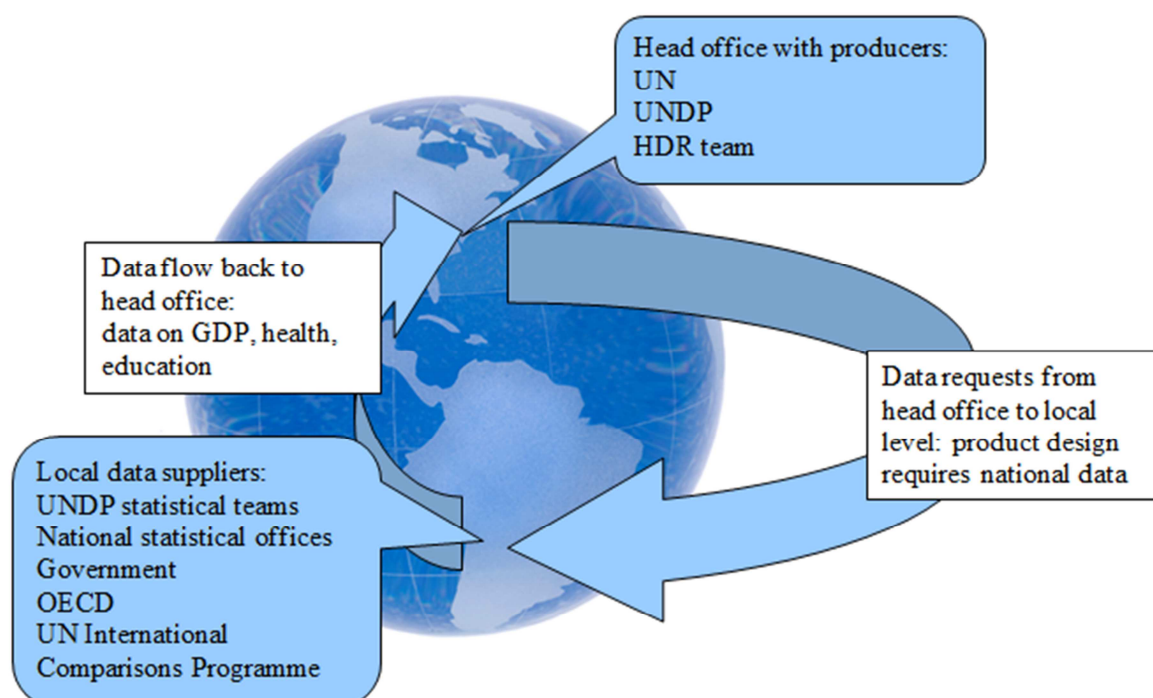 Head office with producers:
UN
UNDP
HDR team
Data flow back to
head office:
data on GDP, health,
education
Data requests from
head office to local
level: product design
requires national data
Local data suppliers:
UNDP statistical teams
National statistical offices
Government
OECD
UN International
Comparisons Programme